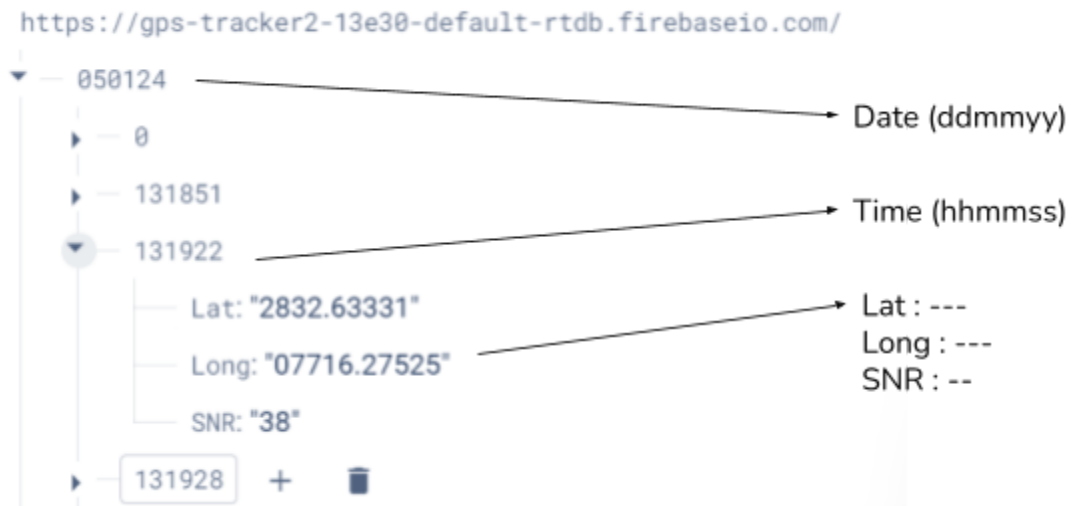 https://gps-tracker2-13e30-default-rtdb.firebaseio.com/
050124
Date (ddmmyy)
0
131851
Time (hhmmss)
131922
Lat: "2832.63331"
Lat : ---
Long : ---
Long: "07716.27525"
SNR : --
SNR: "38"
131928 +